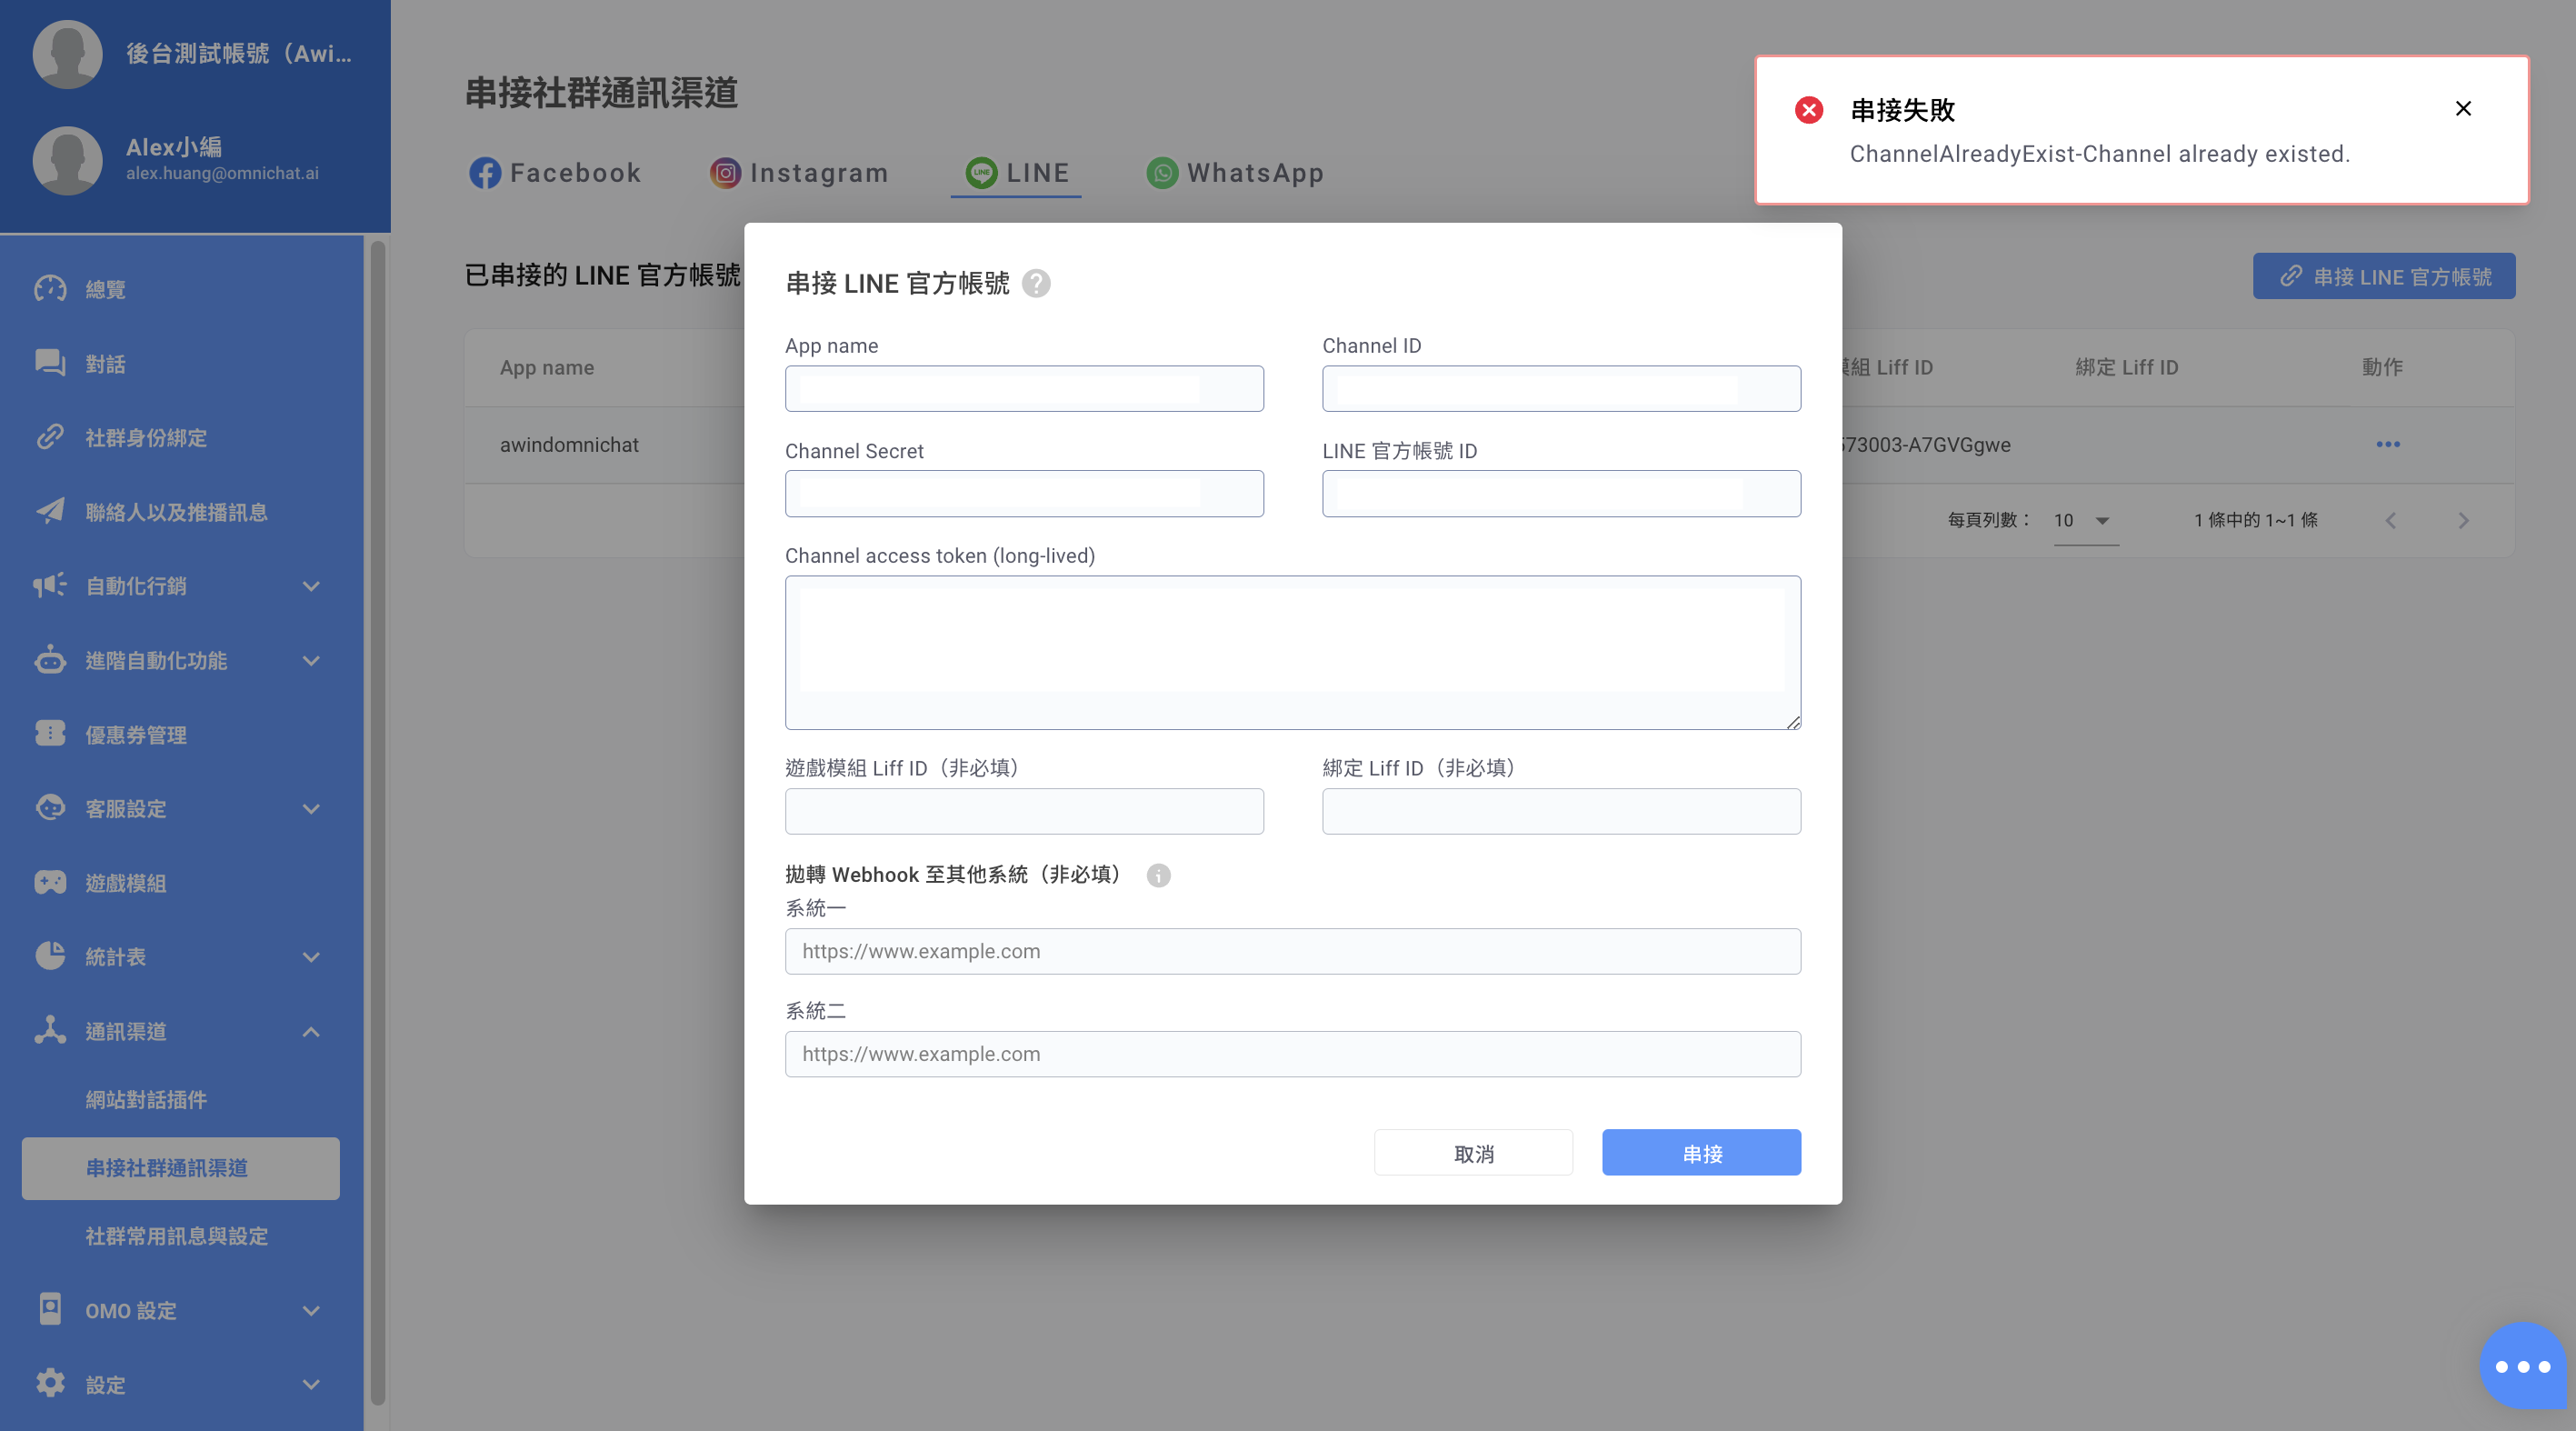 後台測試帳號（Awi...
Alex小編
alex.huang@omnichat.ai
總覽
對話
社群身份綁定
聯絡人以及推播訊息
自動化行銷
進階自動化功能
優惠券管理
客服設定
遊戲模組
統計表
通訊渠道
網站對話插件
串接社群通訊渠道
社群常用訊息與設定
OMO 設定
設定
串接社群通訊渠道
Facebook
Instagram
LINE
WhatsApp
串接失敗
ChannelAlreadyExist-Channel already existed.
已串接的 LINE 官方帳號
串接 LINE 官方帳號
App name
組 Liff ID
綁定 Liff ID
動作
awindomnichat
573003-A7GVGgwe
每頁列數：
10
1 條中的 1~1 條
串接 LINE 官方帳號
App name
Channel ID
Channel Secret
LINE 官方帳號 ID
Channel access token (long-lived)
遊戲模組 Liff ID（非必填）
綁定 Liff ID（非必填）
拋轉 Webhook 至其他系統（非必填）
系統一
https://www.example.com
系統二
https://www.example.com
取消
串接